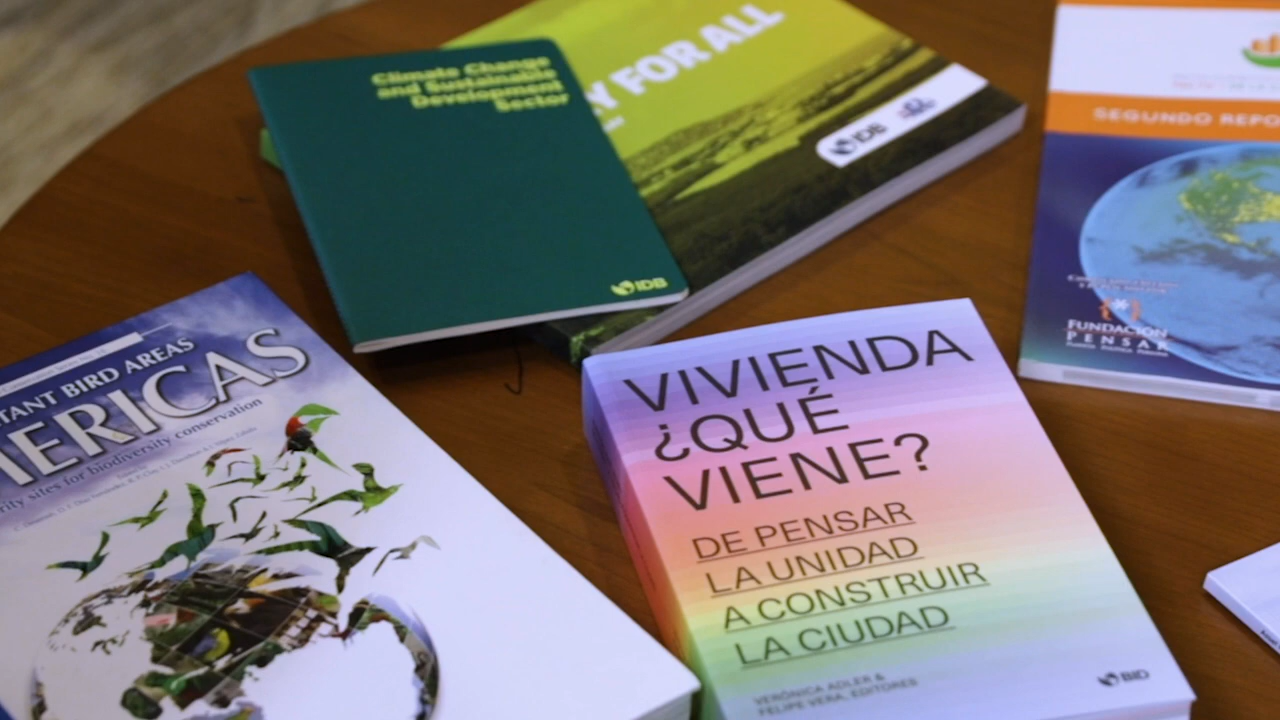 Climate Change
and Sustainable
Development
Sector
IDB
Y FOR ALL
IDB
SEGUNDO REPO
FUNDACIÓN
PENSAR
TANT BIRD AREAS
ERICAS
rity sites for biodiversity conservation
VIVIENDA
¿QUÉ
VIENE?
DE PENSAR
LA UNIDAD
A CONSTRUIR
LA CIUDAD
VERÓNICA ADLER &
FELIPE VERA, EDITORES
BID